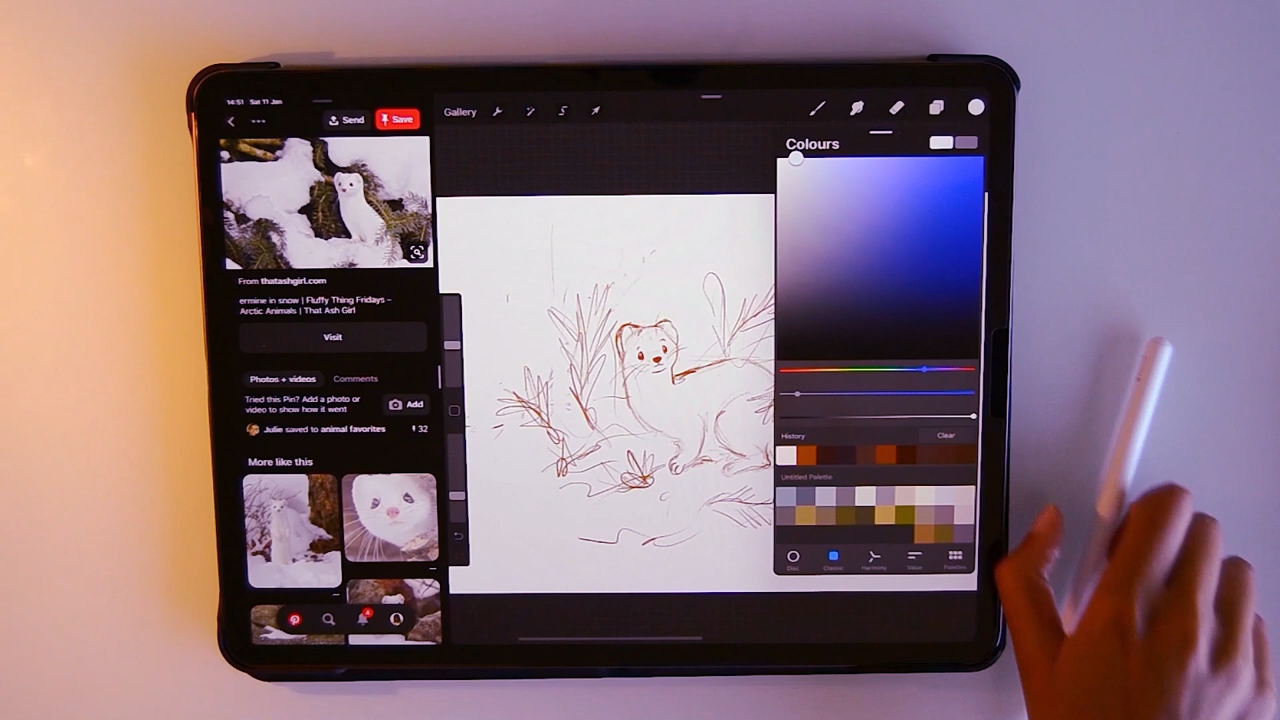 14:51 Sat 11 Jan
Send
Save
From thatashgirl.com
ermine in snow | Fluffy Thing Fridays –
Arctic Animals | That Ash Girl
Visit
Photos + videos
Comments
Tried this Pin? Add a photo or
video to show how it went
Add
Julie saved to animal favorites
32
More like this
4
Gallery
Colours
History
Clear
Untitled Palette
Disc
Classic
Harmony
Value
Palettes